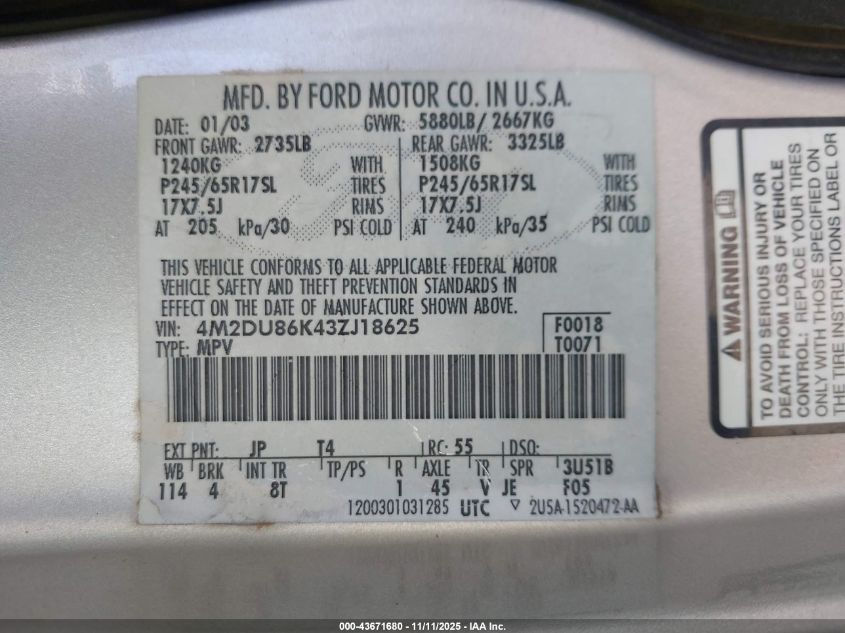 MFD. BY FORD MOTOR CO. IN U.S.A.
DATE: 01/03 GVWR: 5880LB/ 2667KG
FRONT GAWR: 2735LB REAR GAWR: 3325LB
1240KG WITH 1508KG WITH
P245/65R17SL TIRES P245/65R17SL TIRES
17X7.5J RIMS 17X7.5J RIMS
AT 205 kPa/30 PSI COLD AT 240 kPa/35 PSI COLD
THIS VEHICLE CONFORMS TO ALL APPLICABLE FEDERAL MOTOR
VEHICLE SAFETY AND THEFT PREVENTION STANDARDS IN
EFFECT ON THE DATE OF MANUFACTURE SHOWN ABOVE.
VIN: 4M2DU86K43ZJ18625 F0018
TYPE: MPV T0071
EXT PNT: JP T4 RC: 55 DSO:
WB BRK INT TR TP/PS R AXLE TR SPR 3U51B
114 4 8T 1 45 V JE F05
1200301031285 UTC ▽ 2U5A-1520472-AA
WARNING
TO AVOID SERIOUS INJURY OR
DEATH FROM LOSS OF VEHICLE
CONTROL: REPLACE YOUR TIRES
ONLY WITH THOSE SPECIFIED ON
TIRE INSTRUCTIONS LABEL OR
000-43671680 - 11/11/2025 - IAA Inc.